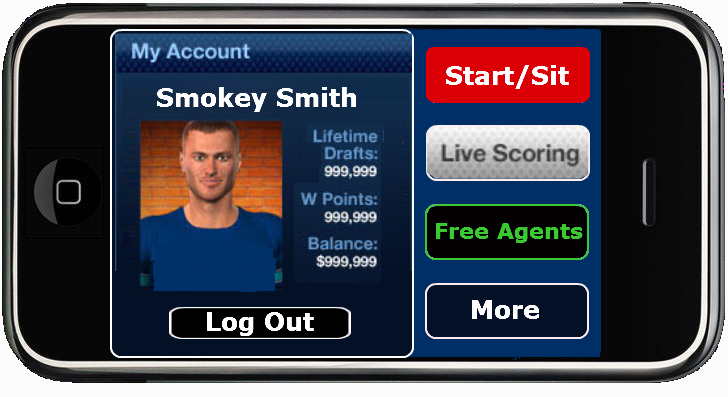 My Account
Smokey Smith
Lifetime
Drafts:
999,999
W Points:
999,999
Balance:
$999,999
Log Out
Start/Sit
Live Scoring
Free Agents
More